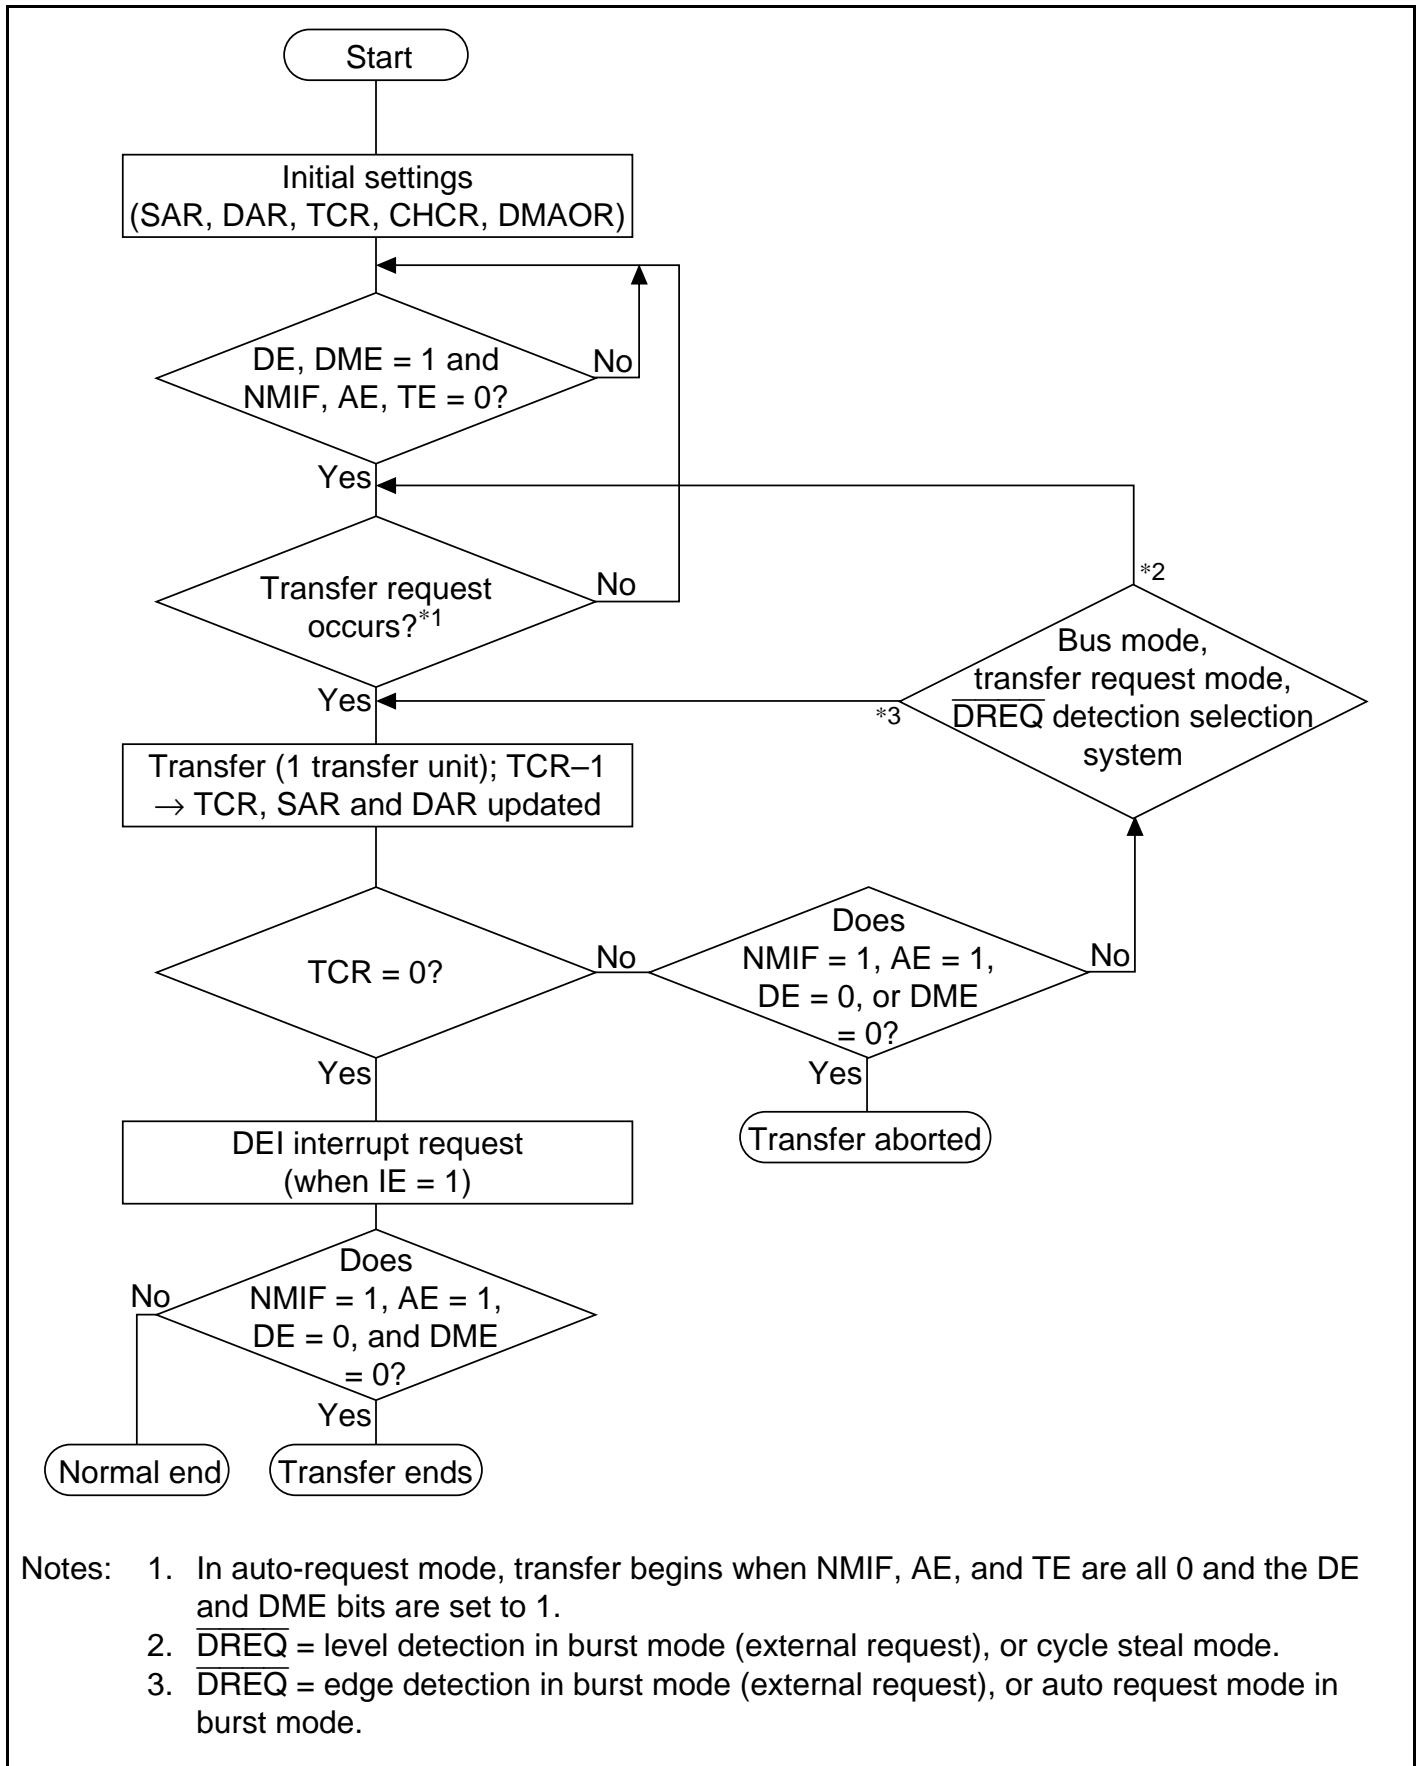 Start
Initial settings
(SAR, DAR, TCR, CHCR, DMAOR)
DE, DME = 1 and
NMIF, AE, TE = 0?
No
Yes
Transfer request
occurs?*1
No
Yes
*2
Bus mode,
transfer request mode,
D̅R̅E̅Q̅ detection selection
system
*3
Transfer (1 transfer unit); TCR–1
→ TCR, SAR and DAR updated
TCR = 0?
No
Yes
Does
NMIF = 1, AE = 1,
DE = 0, or DME
= 0?
No
Yes
Transfer aborted
DEI interrupt request
(when IE = 1)
Does
NMIF = 1, AE = 1,
DE = 0, and DME
= 0?
No
Yes
Normal end
Transfer ends
Notes: 1. In auto-request mode, transfer begins when NMIF, AE, and TE are all 0 and the DE
and DME bits are set to 1.
2. D̅R̅E̅Q̅ = level detection in burst mode (external request), or cycle steal mode.
3. D̅R̅E̅Q̅ = edge detection in burst mode (external request), or auto request mode in
burst mode.